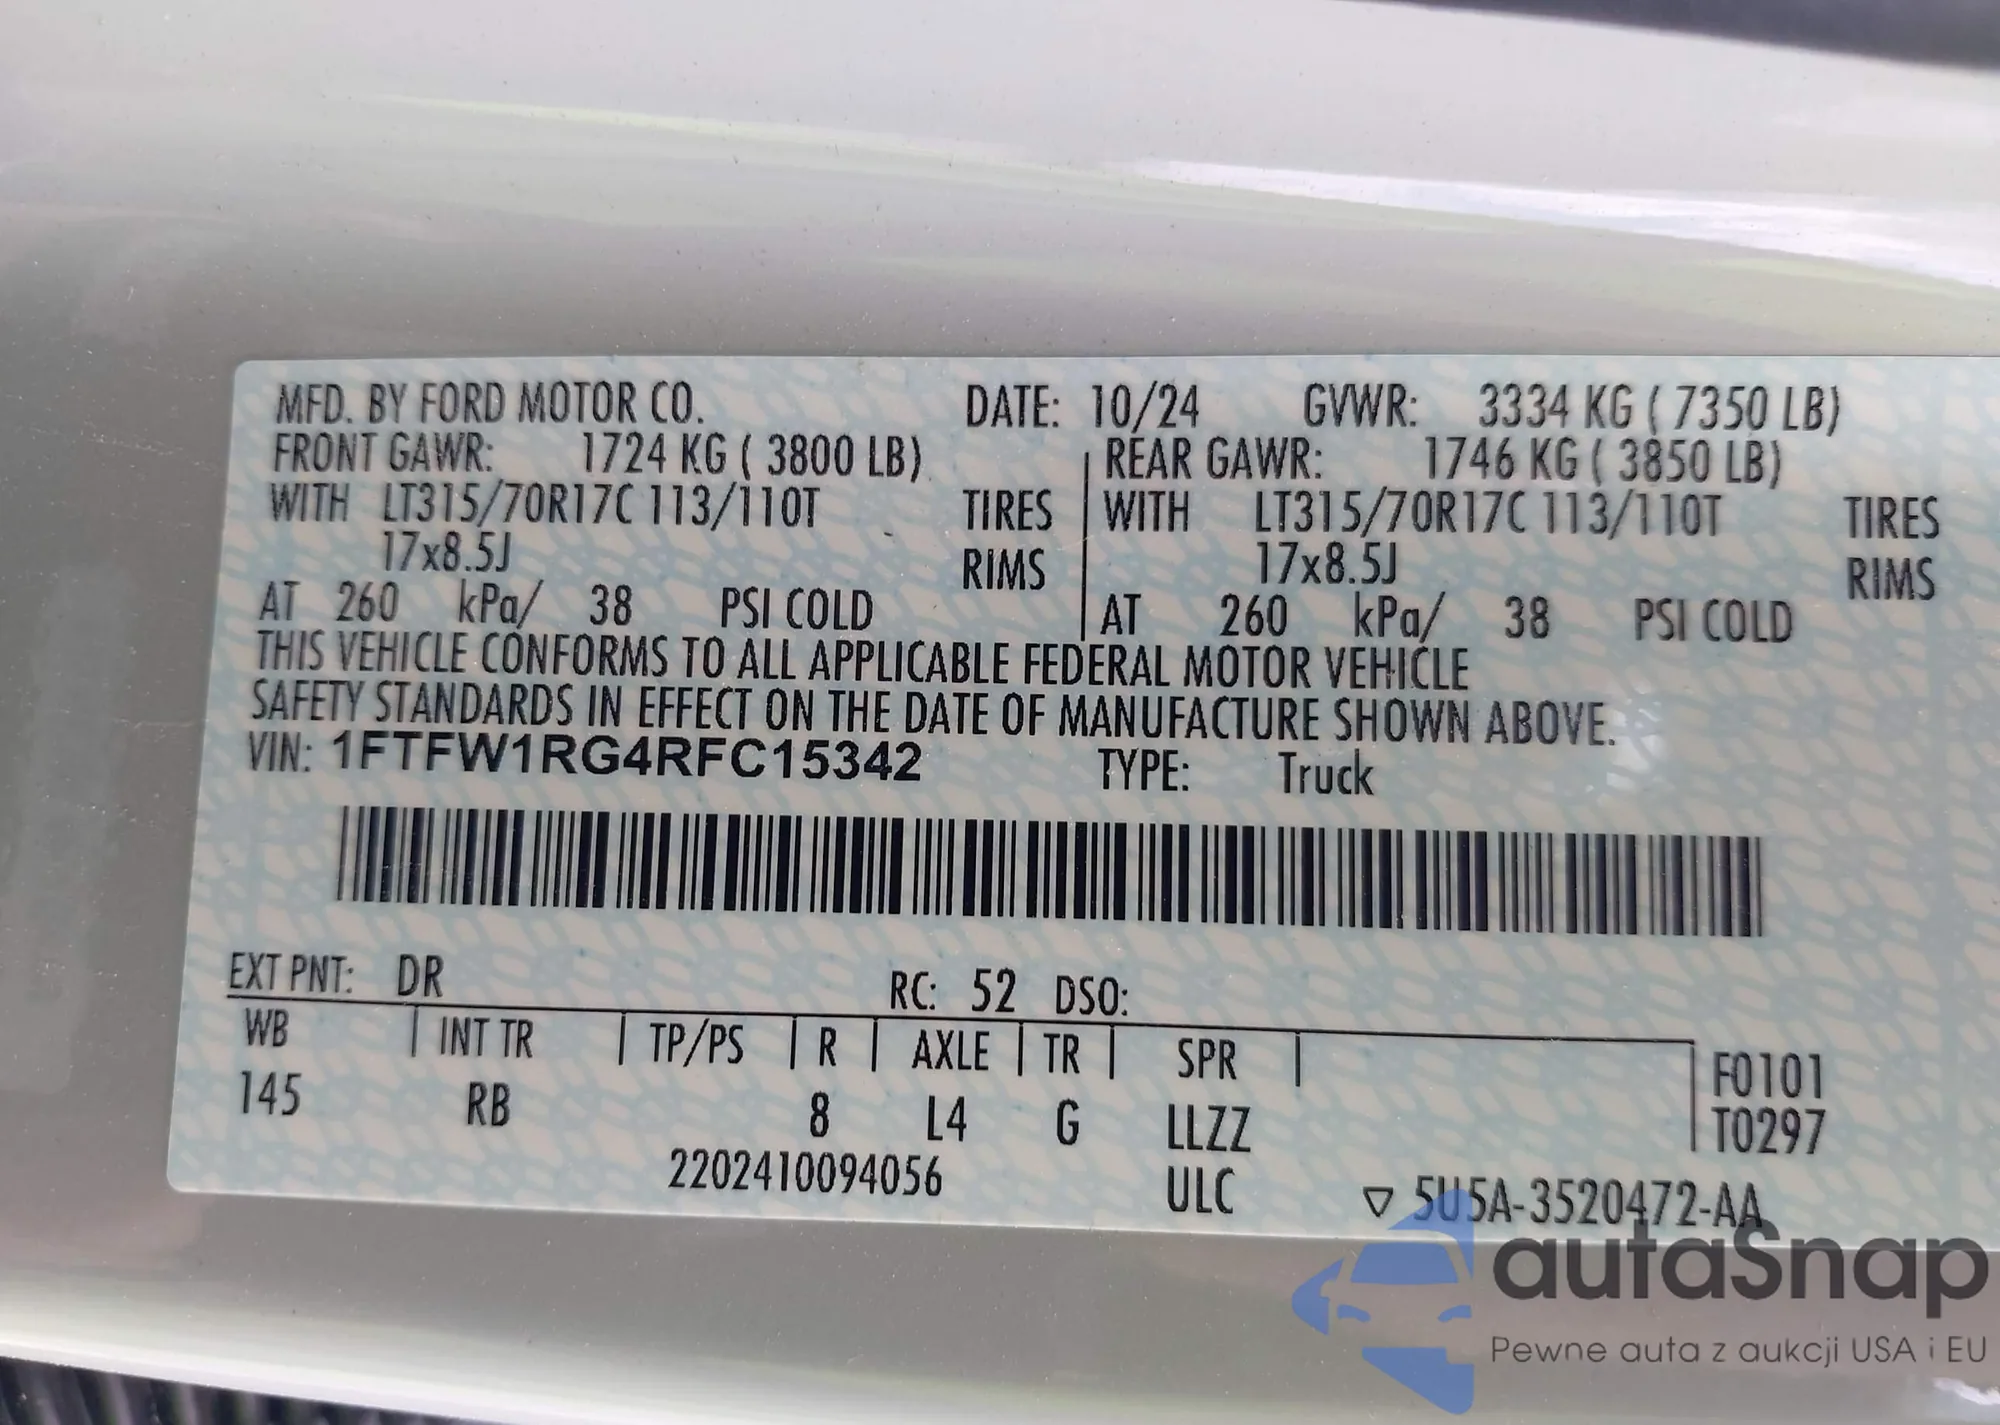 MFD. BY FORD MOTOR CO. DATE: 10/24 GVWR: 3334 KG ( 7350 LB)
FRONT GAWR: 1724 KG ( 3800 LB) REAR GAWR: 1746 KG ( 3850 LB)
WITH LT315/70R17C 113/110T TIRES WITH LT315/70R17C 113/110T TIRES
17x8.5J RIMS 17x8.5J RIMS
AT 260 kPa/ 38 PSI COLD AT 260 kPa/ 38 PSI COLD
THIS VEHICLE CONFORMS TO ALL APPLICABLE FEDERAL MOTOR VEHICLE
SAFETY STANDARDS IN EFFECT ON THE DATE OF MANUFACTURE SHOWN ABOVE.
VIN: 1FTFW1RG4RFC15342 TYPE: Truck
EXT PNT: DR RC: 52 DSO:
WB INT TR TP/PS R AXLE TR SPR F0101
145 RB 8 L4 G LLZZ T0297
2202410094056 ULC ▽ 5U5A-3520472-AA
autaSnap
Pewne auta z aukcji USA i EU